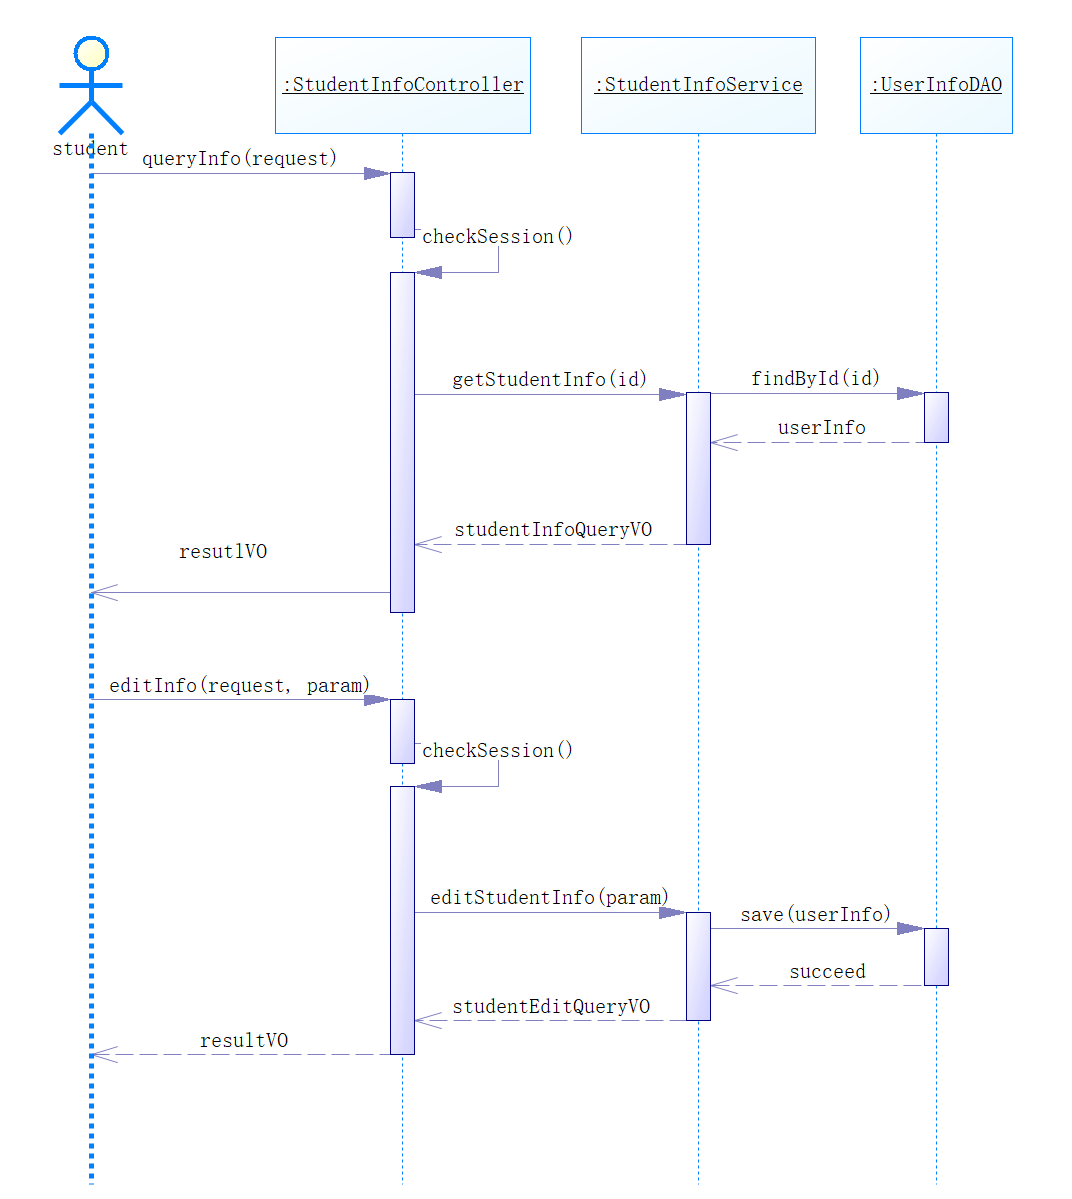 :StudentInfoController
:StudentInfoService
:UserInfoDAO
student
queryInfo(request)
checkSession()
getStudentInfo(id)
findById(id)
userInfo
studentInfoQueryVO
resutlVO
editInfo(request, param)
checkSession()
editStudentInfo(param)
save(userInfo)
succeed
studentEditQueryVO
resultVO